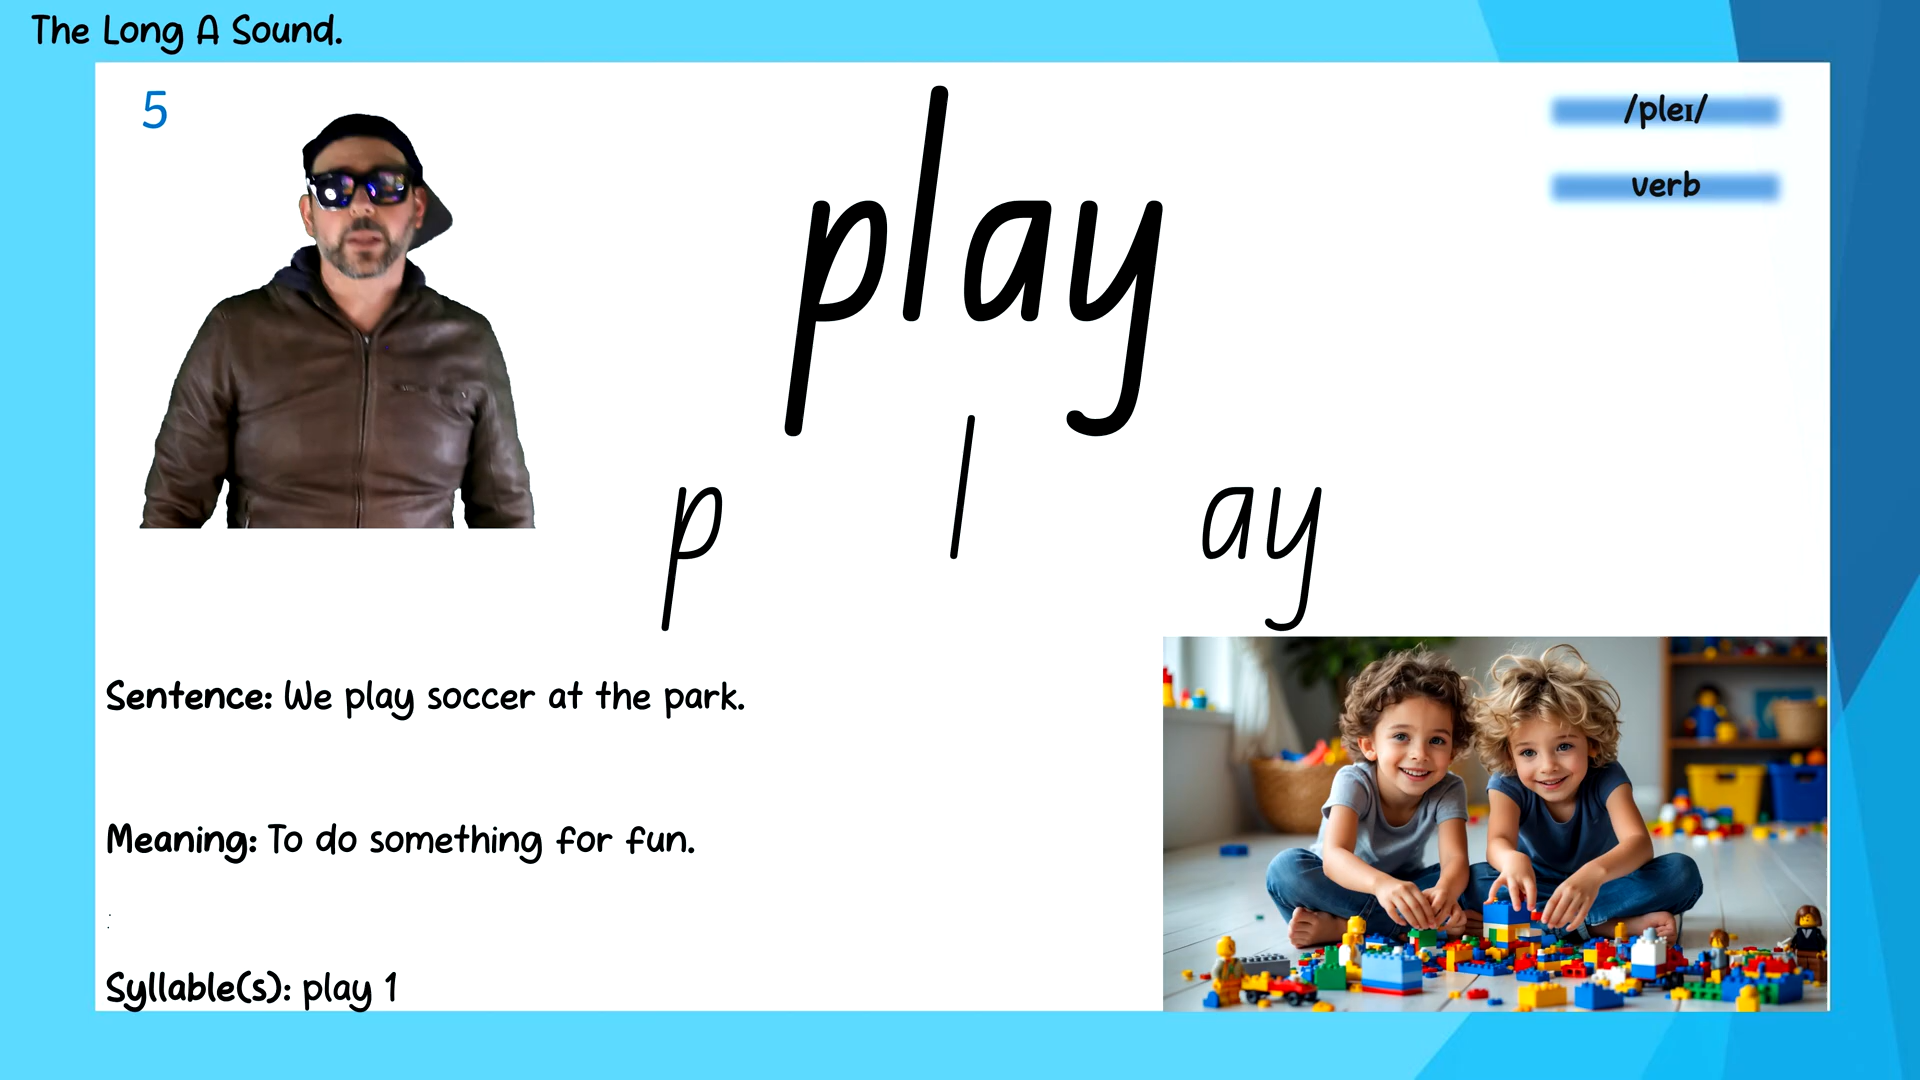 The Long A Sound.
5
play
/pleɪ/
verb
p l ay
Sentence: We play soccer at the park.
Meaning: To do something for fun.
Syllable(s): play 1